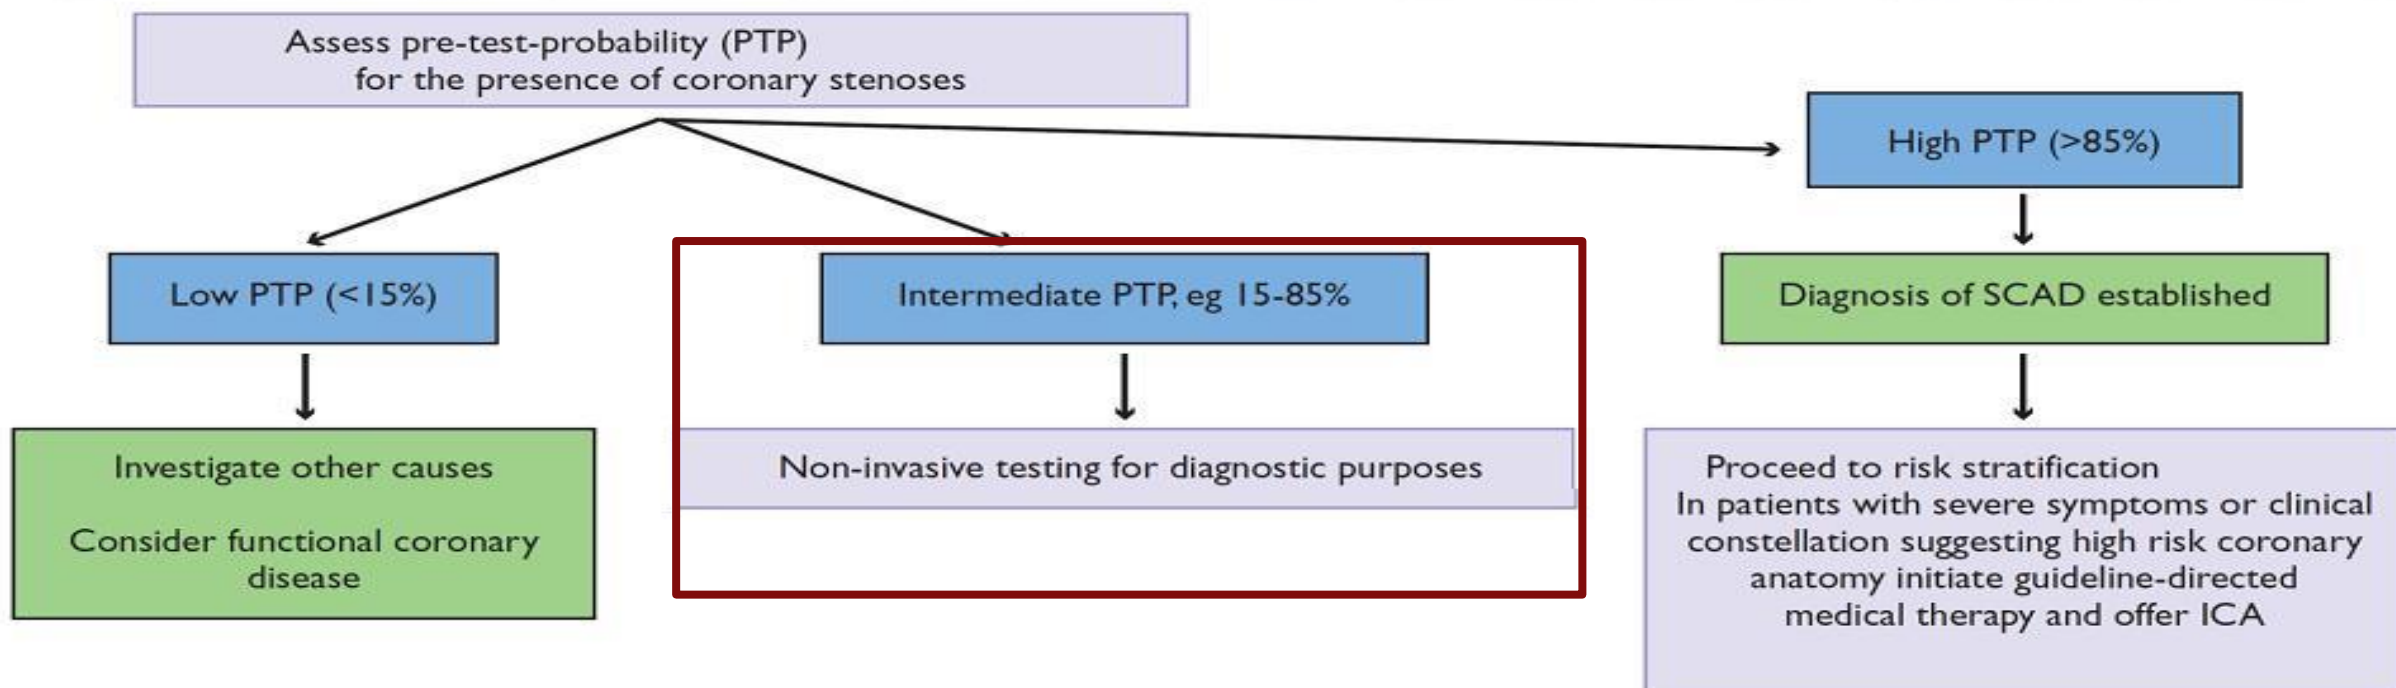 Assess pre-test-probability (PTP)
for the presence of coronary stenoses
High PTP (>85%)
Low PTP (<15%)
Intermediate PTP, eg 15-85%
Diagnosis of SCAD established
Investigate other causes
Consider functional coronary
disease
Non-invasive testing for diagnostic purposes
Proceed to risk stratification
In patients with severe symptoms or clinical
constellation suggesting high risk coronary
anatomy initiate guideline-directed
medical therapy and offer ICA